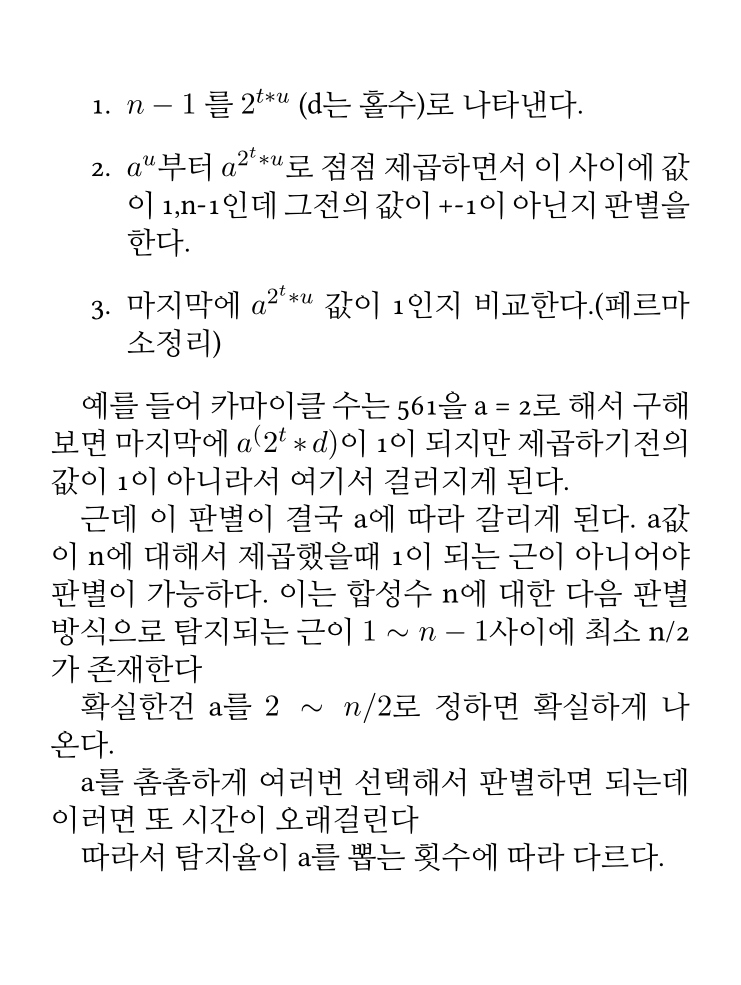 1. n − 1 를 2^{t∗u} (d는 홀수)로 나타낸다.
2. a^u부터 a^{2^t∗u}로 점점 제곱하면서 이 사이에 값
이 1,n-1인데 그전의 값이 +-1이 아닌지 판별을
한다.
3. 마지막에 a^{2^t∗u} 값이 1인지 비교한다.(페르마
소정리)
예를 들어 카마이클 수는 561을 a = 2로 해서 구해
보면 마지막에 a^(2^t ∗ d)이 1이 되지만 제곱하기전의
값이 1이 아니라서 여기서 걸러지게 된다.
근데 이 판별이 결국 a에 따라 갈리게 된다. a값
이 n에 대해서 제곱했을때 1이 되는 근이 아니어야
판별이 가능하다. 이는 합성수 n에 대한 다음 판별
방식으로 탐지되는 근이 1 ∼ n − 1사이에 최소 n/2
가 존재한다
확실한건 a를 2 ∼ n/2로 정하면 확실하게 나
온다.
a를 촘촘하게 여러번 선택해서 판별하면 되는데
이러면 또 시간이 오래걸린다
따라서 탐지율이 a를 뽑는 횟수에 따라 다르다.